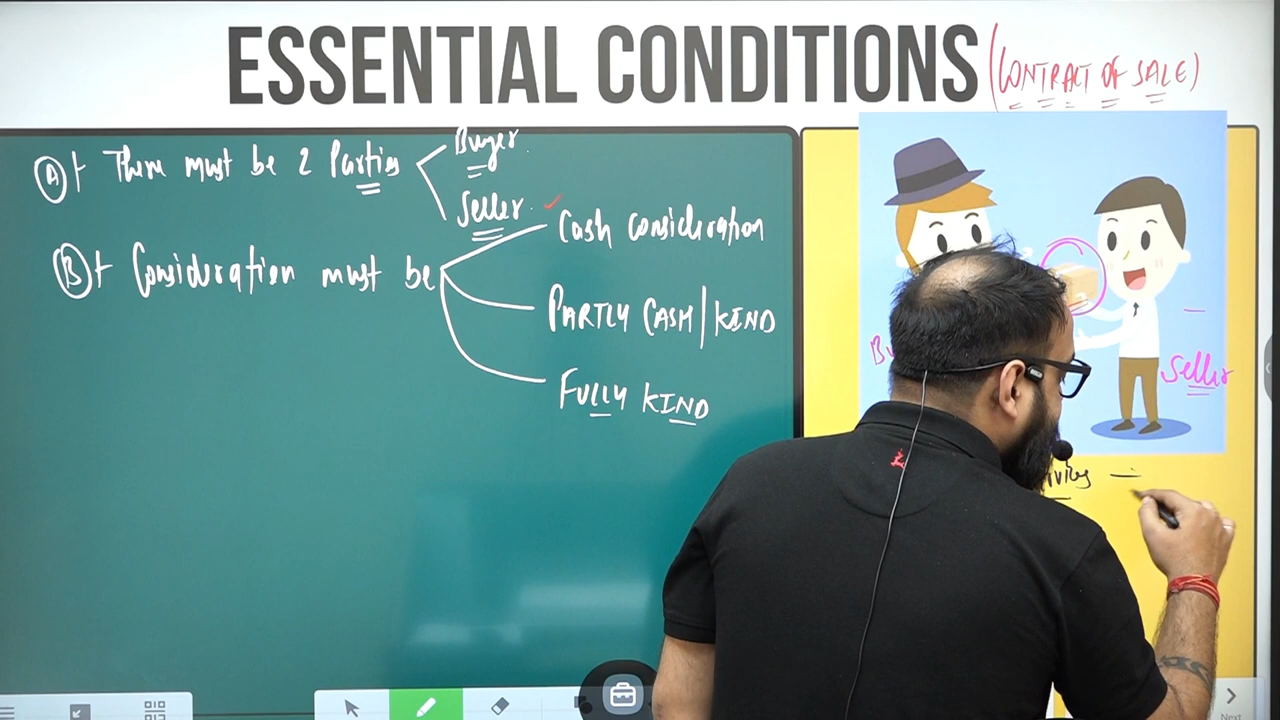 ESSENTIAL CONDITIONS (CONTRACT OF SALE)
(A)t There must be 2 Parties
Buyer
Seller
(B)t Consideration must be
Cash consideration
PARTLY CASH/KIND
FULLY KIND
Seller
Next